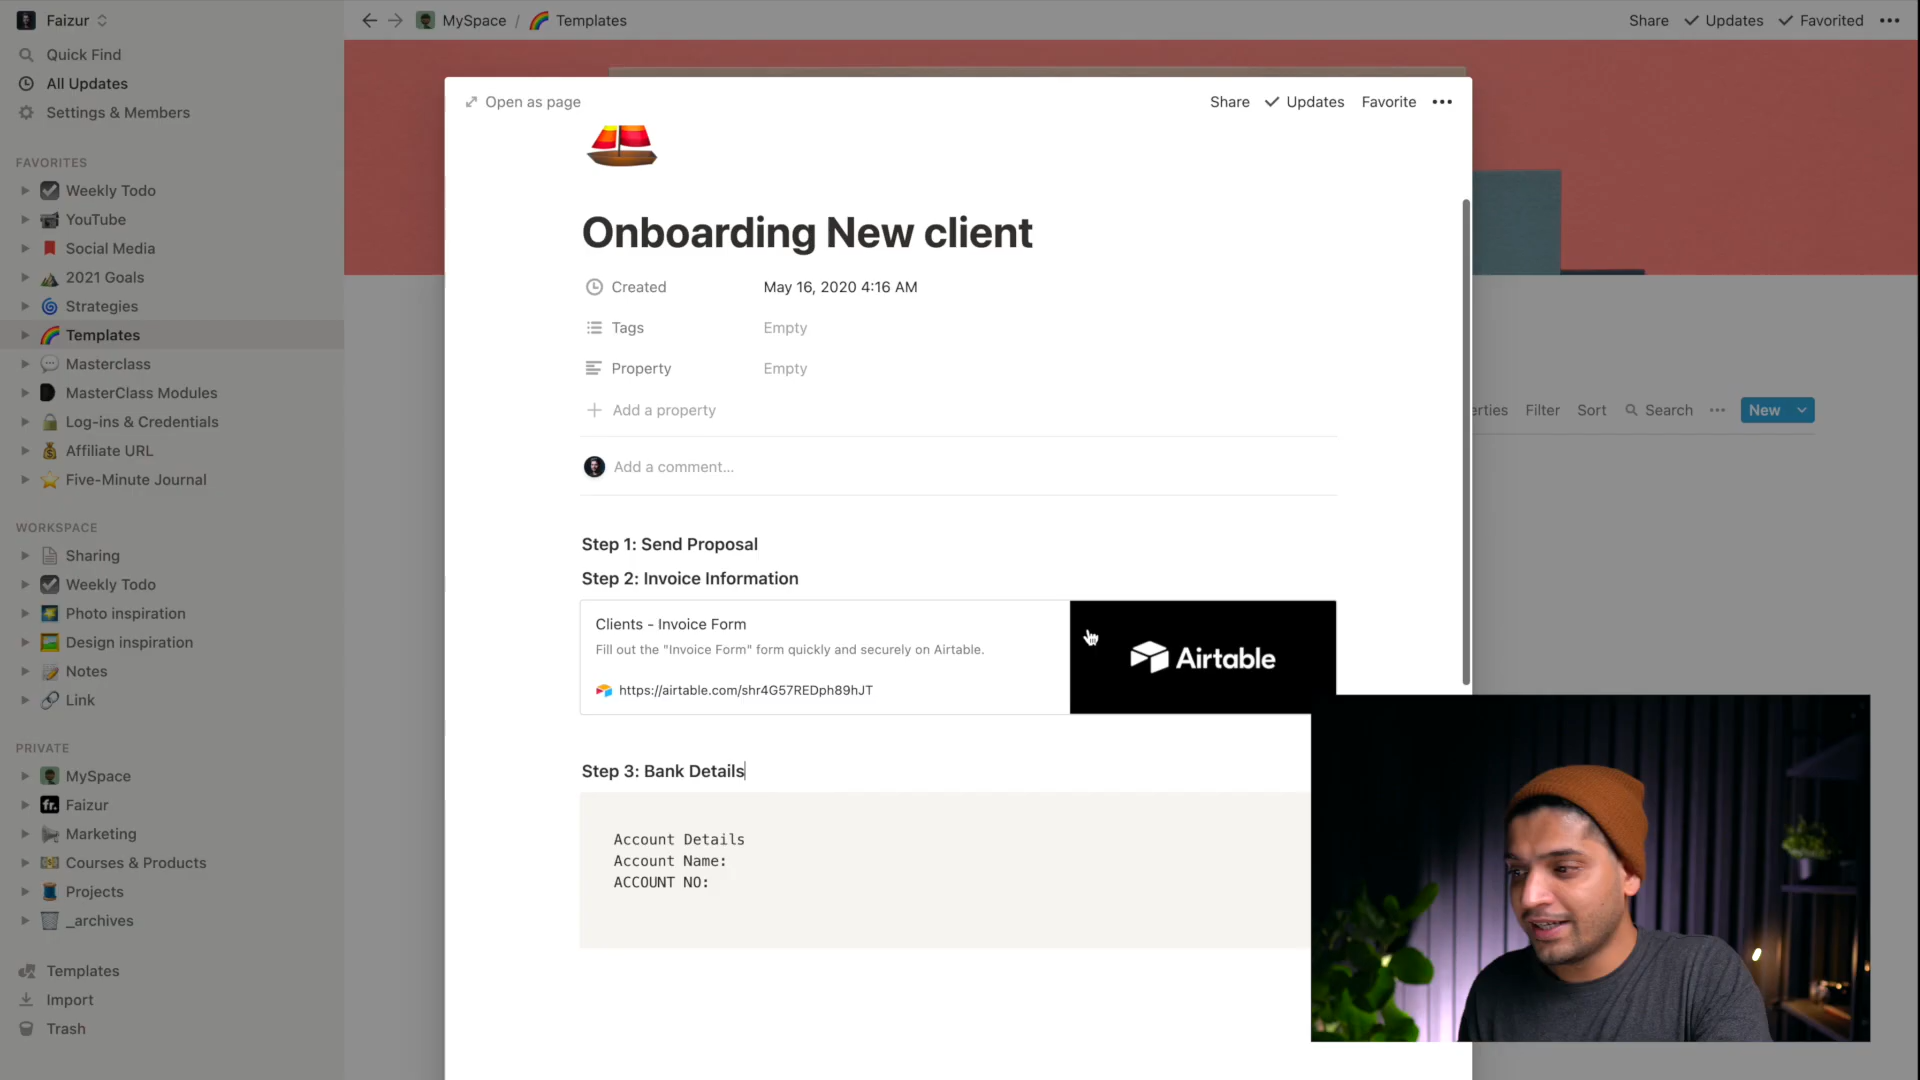 Faizur
Quick Find
All Updates
Settings & Members
FAVORITES
Weekly Todo
YouTube
Social Media
2021 Goals
Strategies
Templates
Masterclass
MasterClass Modules
Log-ins & Credentials
Affiliate URL
Five-Minute Journal
WORKSPACE
Sharing
Weekly Todo
Photo inspiration
Design inspiration
Notes
Link
PRIVATE
MySpace
fr. Faizur
Marketing
Courses & Products
Projects
_archives
Templates
Import
Trash
MySpace / Templates
Share Updates Favorited
Open as page
Share Updates Favorite
Onboarding New client
Created May 16, 2020 4:16 AM
Tags Empty
Property Empty
Add a property
Add a comment...
Step 1: Send Proposal
Step 2: Invoice Information
Clients - Invoice Form
Fill out the "Invoice Form" form quickly and securely on Airtable.
https://airtable.com/shr4G57REDph89hJT
Airtable
Step 3: Bank Details
Account Details
Account Name:
ACCOUNT NO:
erties Filter Sort Search New